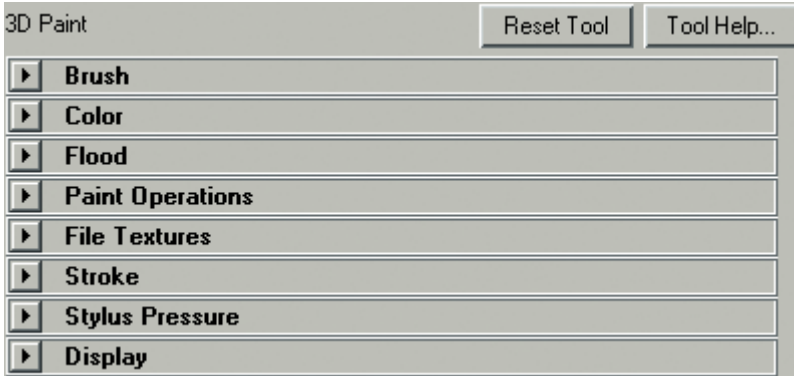 3D Paint Reset Tool Tool Help...
Brush
Color
Flood
Paint Operations
File Textures
Stroke
Stylus Pressure
Display